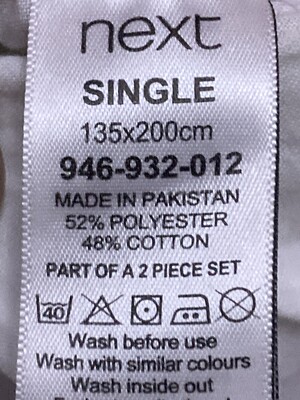 next
SINGLE
135x200cm
946-932-012
MADE IN PAKISTAN
52% POLYESTER
48% COTTON
PART OF A 2 PIECE SET
40
Wash before use
Wash with similar colours
Wash inside out